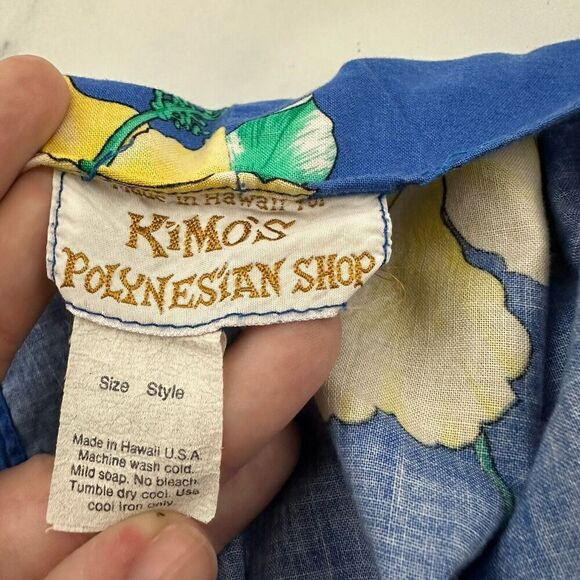 Made in Hawaii for
KiMO'S
POLYNESiAN SHOP
Size Style
Made in Hawaii U.S.A.
Machine wash cold.
Mild soap. No bleach.
Tumble dry cool. Use
cool iron only.